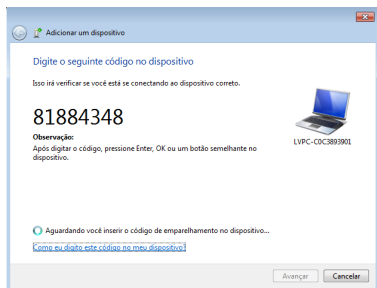 Adicionar um dispositivo
Digite o seguinte código no dispositivo
Isso irá verificar se você está se conectando ao dispositivo correto.
81884348
Observação:
Após digitar o código, pressione Enter, OK ou um botão semelhante no
dispositivo.
LVPC-C0C3893901
Aguardando você inserir o código de emparelhamento no dispositivo...
Como eu digito este código no meu dispositivo?
Avançar
Cancelar